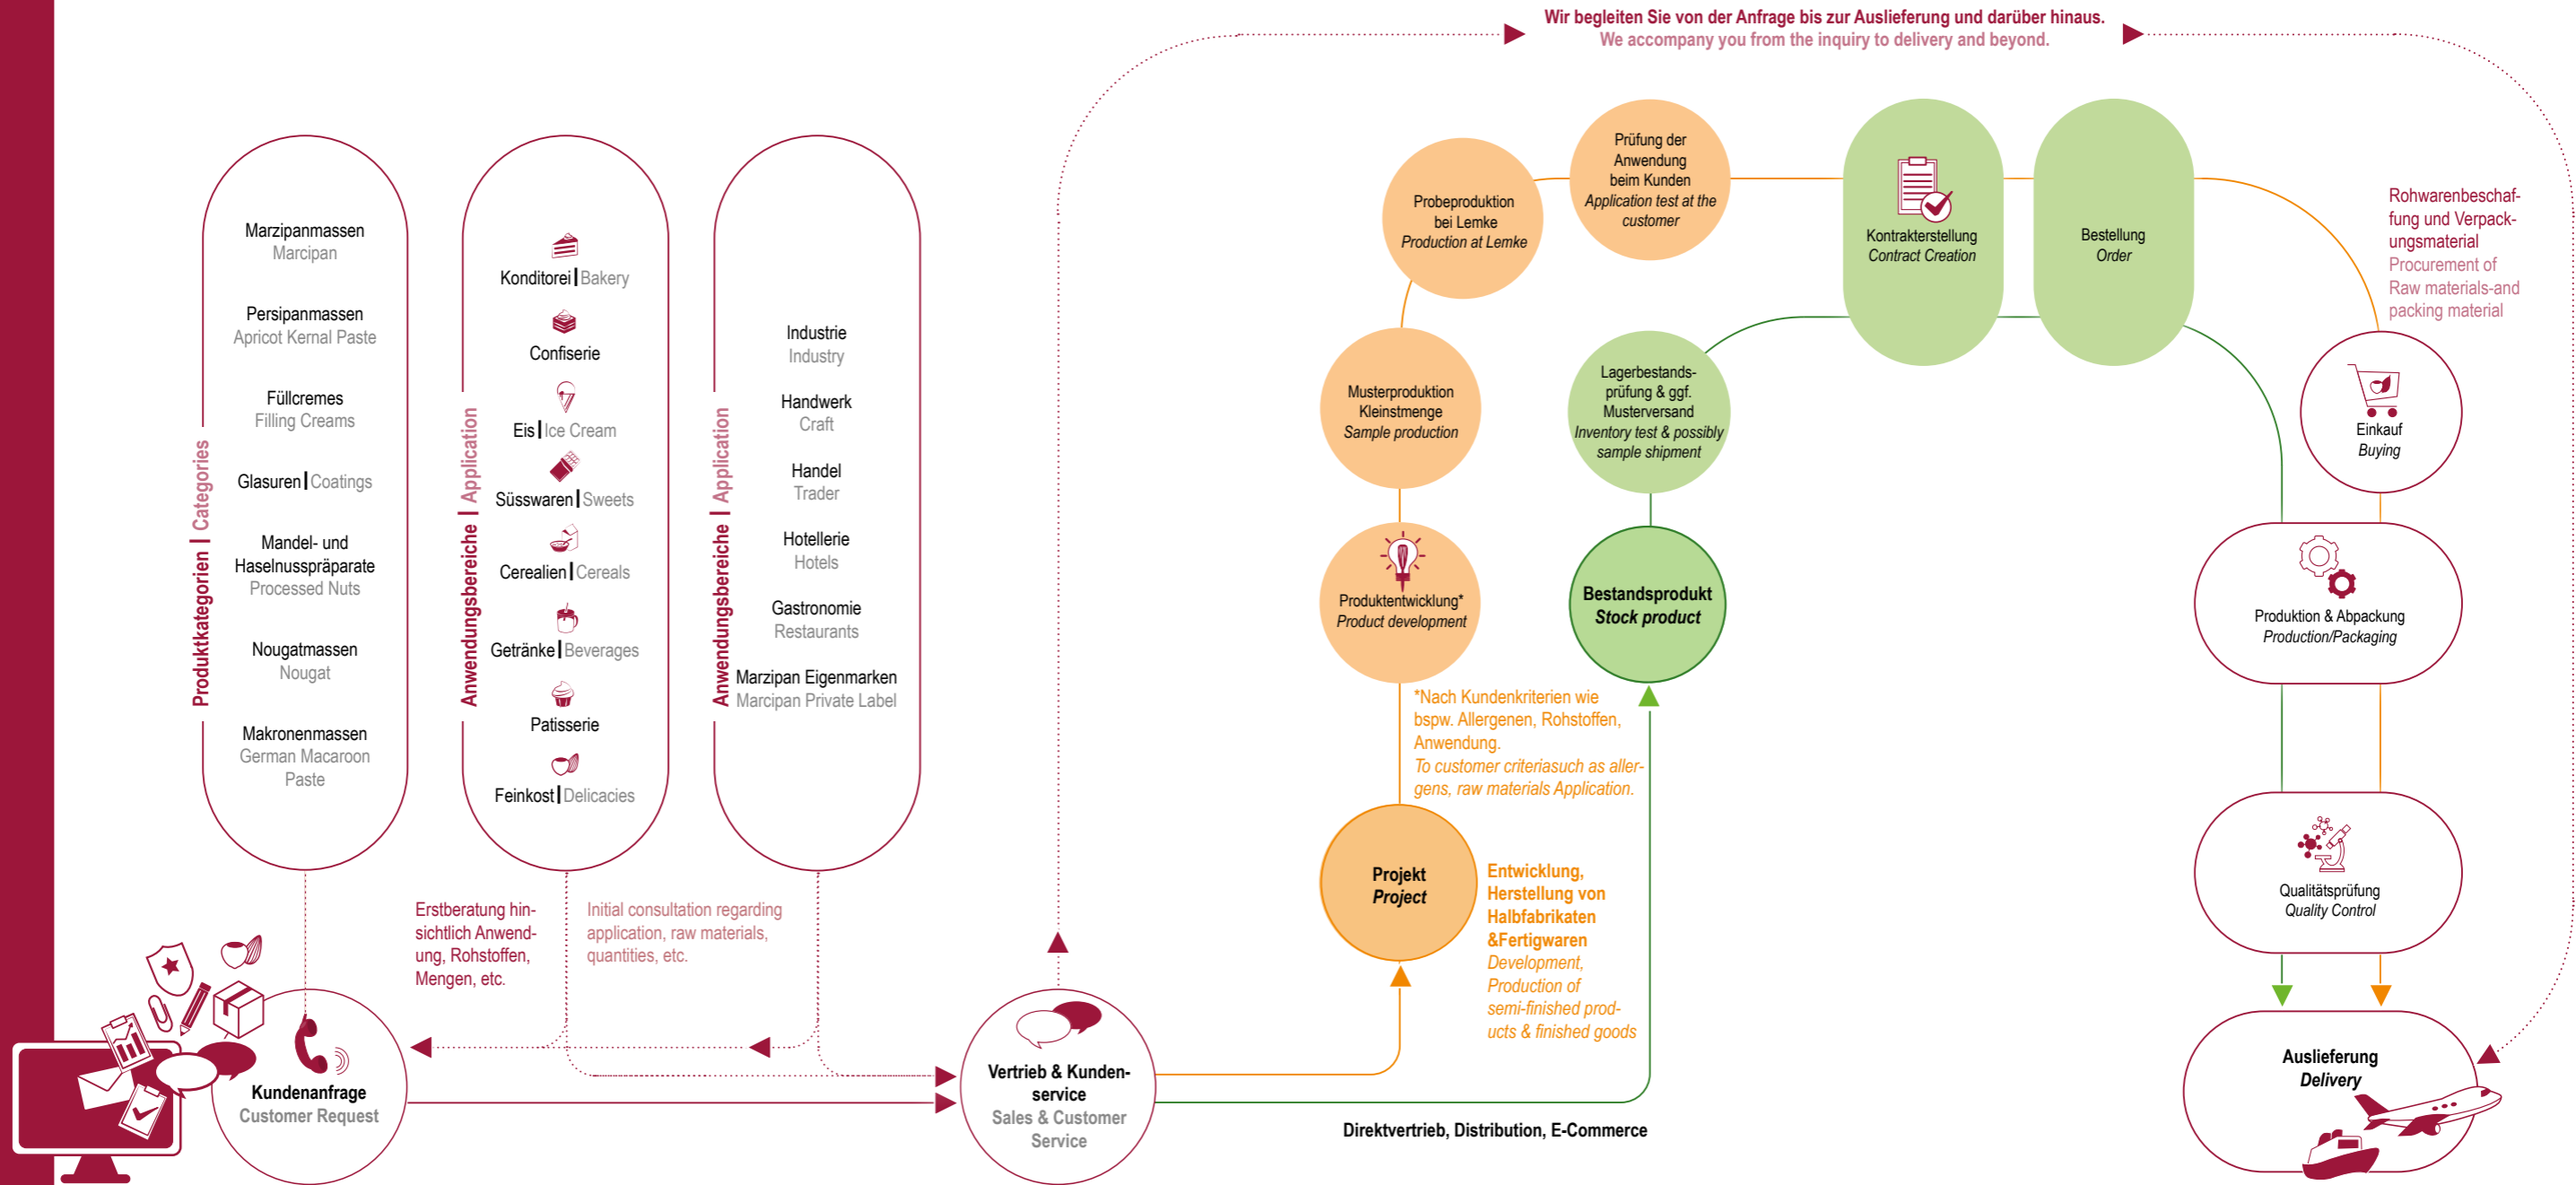 Wir begleiten Sie von der Anfrage bis zur Auslieferung und darüber hinaus.
We accompany you from the inquiry to delivery and beyond.
Produktkategorien | Categories
Marzipanmassen
Marcipan
Persipanmassen
Apricot Kernal Paste
Füllcremes
Filling Creams
Glasuren | Coatings
Mandel- und
Haselnusspräparate
Processed Nuts
Nougatmassen
Nougat
Makronenmassen
German Macaroon
Paste
Anwendungsbereiche | Application
Konditorei | Bakery
Confiserie
Eis | Ice Cream
Süsswaren | Sweets
Cerealien | Cereals
Getränke | Beverages
Patisserie
Feinkost | Delicacies
Anwendungsbereiche | Application
Industrie
Industry
Handwerk
Craft
Handel
Trader
Hotellerie
Hotels
Gastronomie
Restaurants
Marzipan Eigenmarken
Marcipan Private Label
Erstberatung hin-
sichtlich Anwend-
ung, Rohstoffen,
Mengen, etc.
Initial consultation regarding
application, raw materials,
quantities, etc.
Kundenanfrage
Customer Request
Vertrieb & Kunden-
service
Sales & Customer
Service
Projekt
Project
Entwicklung,
Herstellung von
Halbfabrikaten
&Fertigwaren
Development,
Production of
semi-finished prod-
ucts & finished goods
*Nach Kundenkriterien wie
bspw. Allergenen, Rohstoffen,
Anwendung.
To customer criteriasuch as aller-
gens, raw materials Application.
Produktentwicklung*
Product development
Musterproduktion
Kleinstmenge
Sample production
Probeproduktion
bei Lemke
Production at Lemke
Prüfung der
Anwendung
beim Kunden
Application test at the
customer
Bestandsprodukt
Stock product
Lagerbestands-
prüfung & ggf.
Musterversand
Inventory test & possibly
sample shipment
Kontrakterstellung
Contract Creation
Bestellung
Order
Rohwarenbeschaf-
fung und Verpack-
ungsmaterial
Procurement of
Raw materials-and
packing material
Einkauf
Buying
Produktion & Abpackung
Production/Packaging
Qualitätsprüfung
Quality Control
Auslieferung
Delivery
Direktvertrieb, Distribution, E-Commerce